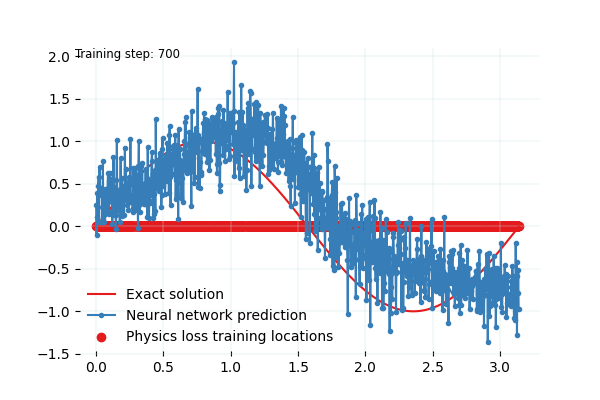 Training step: 700
2.0
1.5
1.0
0.5
0.0
−0.5
−1.0
−1.5
Exact solution
Neural network prediction
Physics loss training locations
0.0 0.5 1.0 1.5 2.0 2.5 3.0